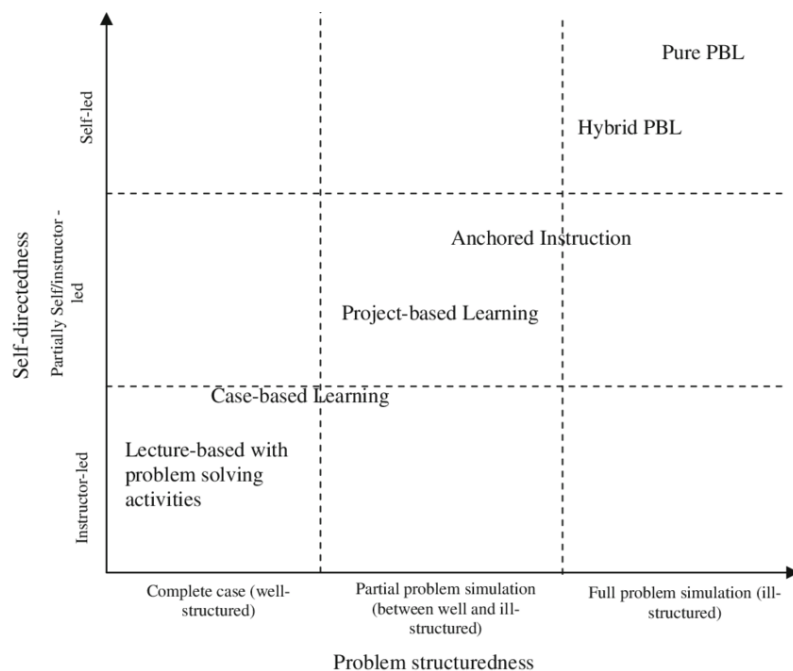 Pure PBL
Hybrid PBL
Anchored Instruction
Project-based Learning
Case-based Learning
Lecture-based with
problem solving
activities
Self-directedness
Self-led
Partially Self/instructor -
led
Instructor-led
Complete case (well-
structured)
Partial problem simulation
(between well and ill-
structured)
Full problem simulation (ill-
structured)
Problem structuredness